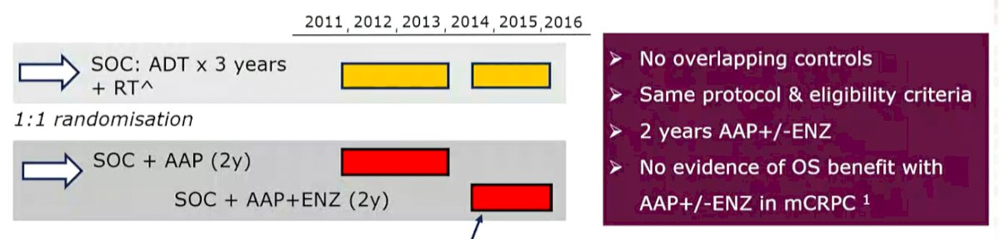 2011, 2012, 2013, 2014, 2015, 2016
SOC: ADT x 3 years
+ RT^
1:1 randomisation
SOC + AAP (2y)
SOC + AAP+ENZ (2y)
➢ No overlapping controls
➢ Same protocol & eligibility criteria
➢ 2 years AAP+/-ENZ
➢ No evidence of OS benefit with
AAP+/-ENZ in mCRPC ¹